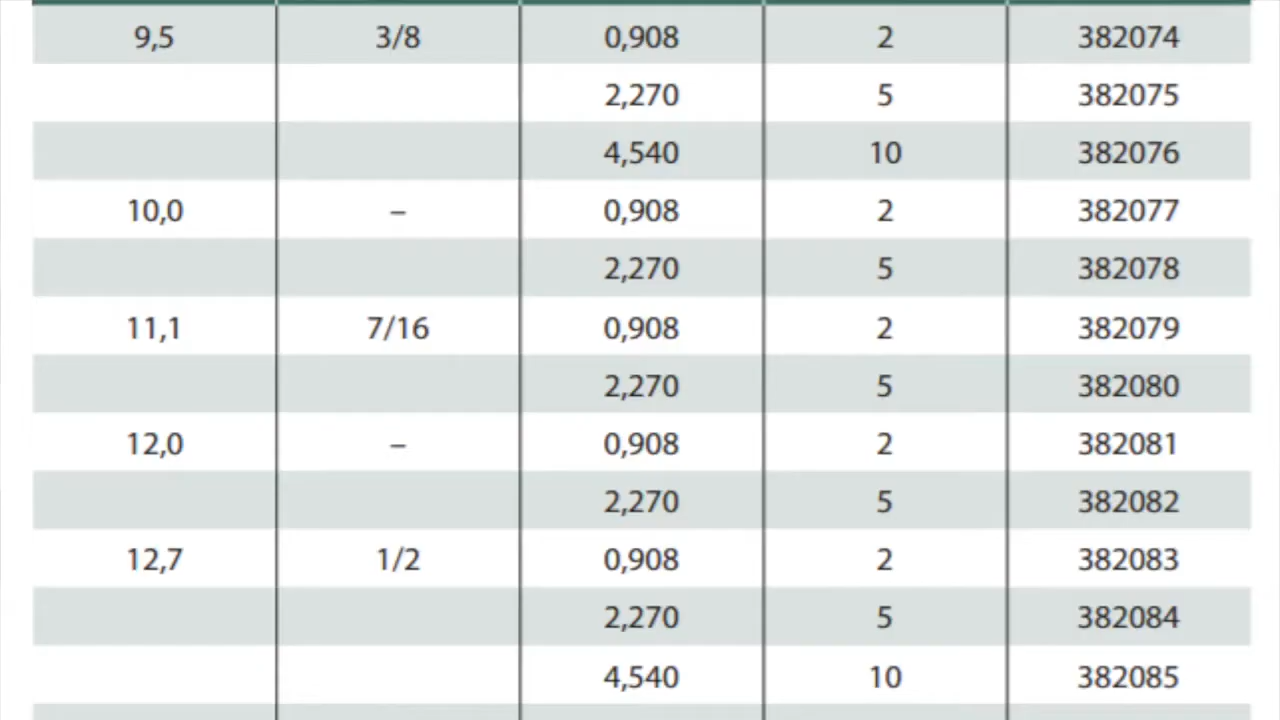 9,5 3/8 0,908 2 382074
2,270 5 382075
4,540 10 382076
10,0 – 0,908 2 382077
2,270 5 382078
11,1 7/16 0,908 2 382079
2,270 5 382080
12,0 – 0,908 2 382081
2,270 5 382082
12,7 1/2 0,908 2 382083
2,270 5 382084
4,540 10 382085